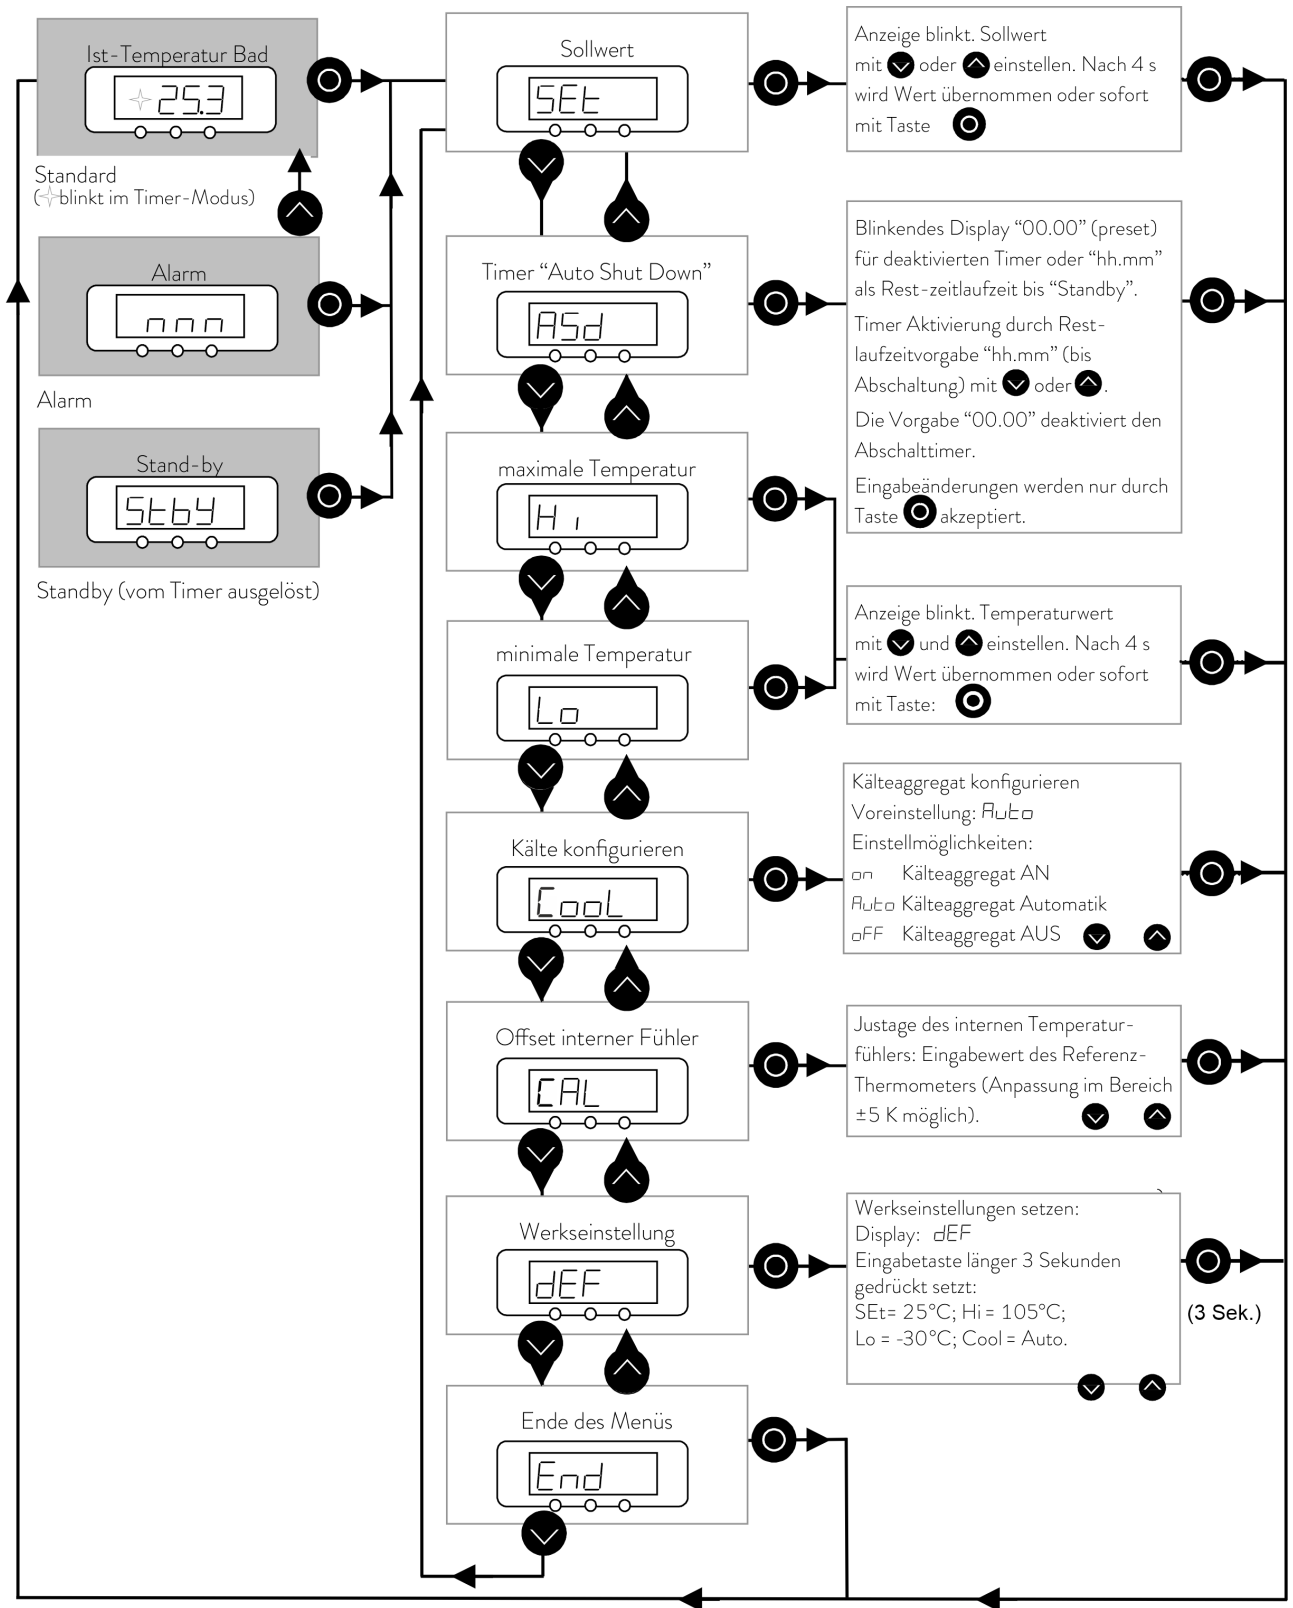 Ist-Temperatur Bad
25.3
Standard
(blinkt im Timer-Modus)
Alarm
nnn
Alarm
Stand-by
Stby
Standby (vom Timer ausgelöst)
Sollwert
SEt
Timer “Auto Shut Down”
ASd
maximale Temperatur
Hi
minimale Temperatur
Lo
Kälte konfigurieren
CooL
Offset interner Fühler
CAL
Werkseinstellung
dEF
Ende des Menüs
End
Anzeige blinkt. Sollwert
mit oder einstellen. Nach 4 s
wird Wert übernommen oder sofort
mit Taste
Blinkendes Display “00.00” (preset)
für deaktivierten Timer oder “hh.mm”
als Rest-zeitlaufzeit bis “Standby”.
Timer Aktivierung durch Rest-
laufzeitvorgabe “hh.mm” (bis
Abschaltung) mit oder .
Die Vorgabe “00.00” deaktiviert den
Abschalttimer.
Eingabeänderungen werden nur durch
Taste akzeptiert.
Anzeige blinkt. Temperaturwert
mit und einstellen. Nach 4 s
wird Wert übernommen oder sofort
mit Taste:
Kälteaggregat konfigurieren
Voreinstellung: Auto
Einstellmöglichkeiten:
on Kälteaggregat AN
Auto Kälteaggregat Automatik
oFF Kälteaggregat AUS
Justage des internen Temperatur-
fühlers: Eingabewert des Referenz-
Thermometers (Anpassung im Bereich
±5 K möglich).
Werkseinstellungen setzen:
Display: dEF
Eingabetaste länger 3 Sekunden
gedrückt setzt:
SEt= 25°C; Hi = 105°C;
Lo = -30°C; Cool = Auto.
(3 Sek.)